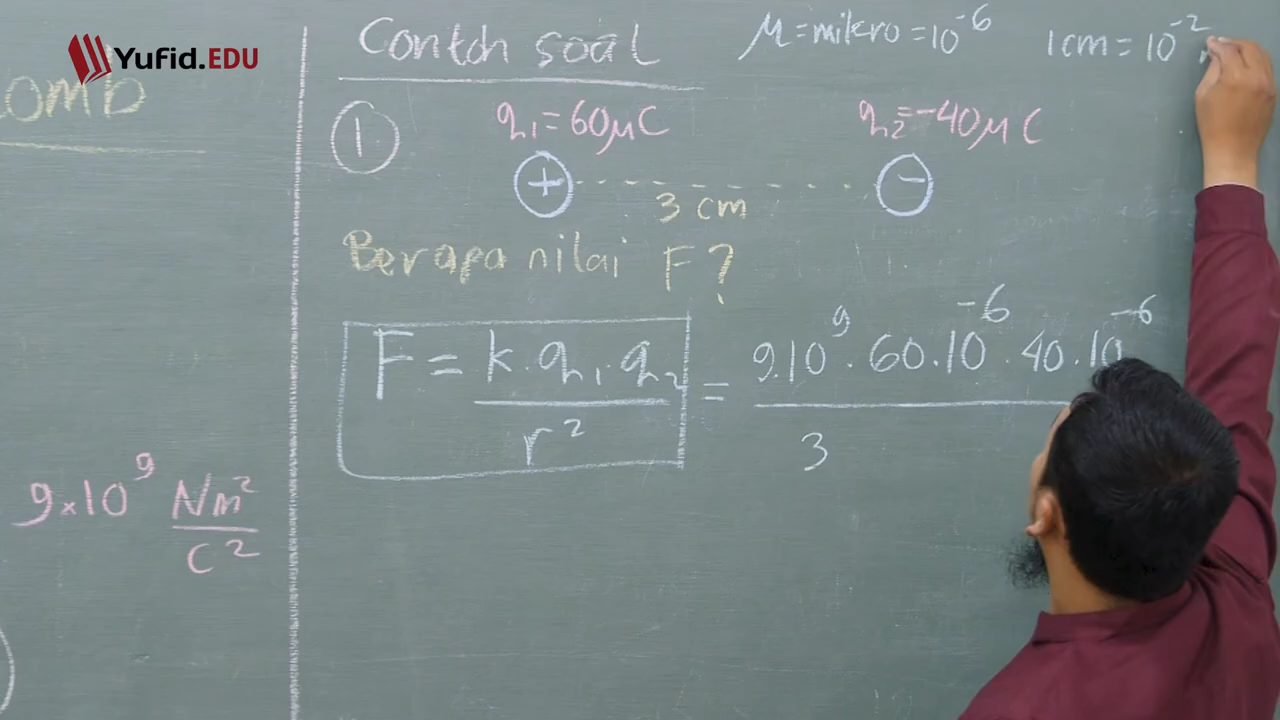 Yufid.EDU
omb
9×10⁹ Nm²/C²
Contoh soal
μ = mikro = 10⁻⁶
1 cm = 10⁻²
1
q₁ = 60 μC
q₂ = -40 μC
+ - - - - - - - -
3 cm
Berapa nilai F?
F = k.q₁.q₂/r² = 9.10⁹.60.10⁻⁶.40.10⁻⁶/3